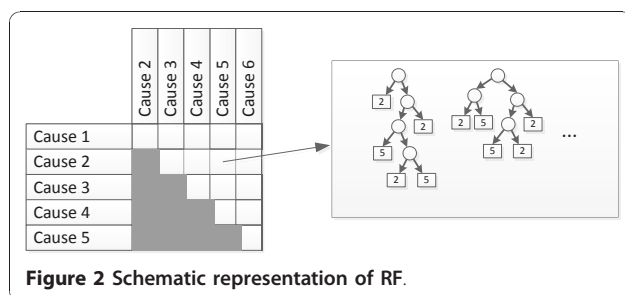 Cause 2 Cause 3 Cause 4 Cause 5 Cause 6
Cause 1
Cause 2
Cause 3
Cause 4
Cause 5
2
2
5
2 5
2 5 2
5 2
...
Figure 2 Schematic representation of RF.